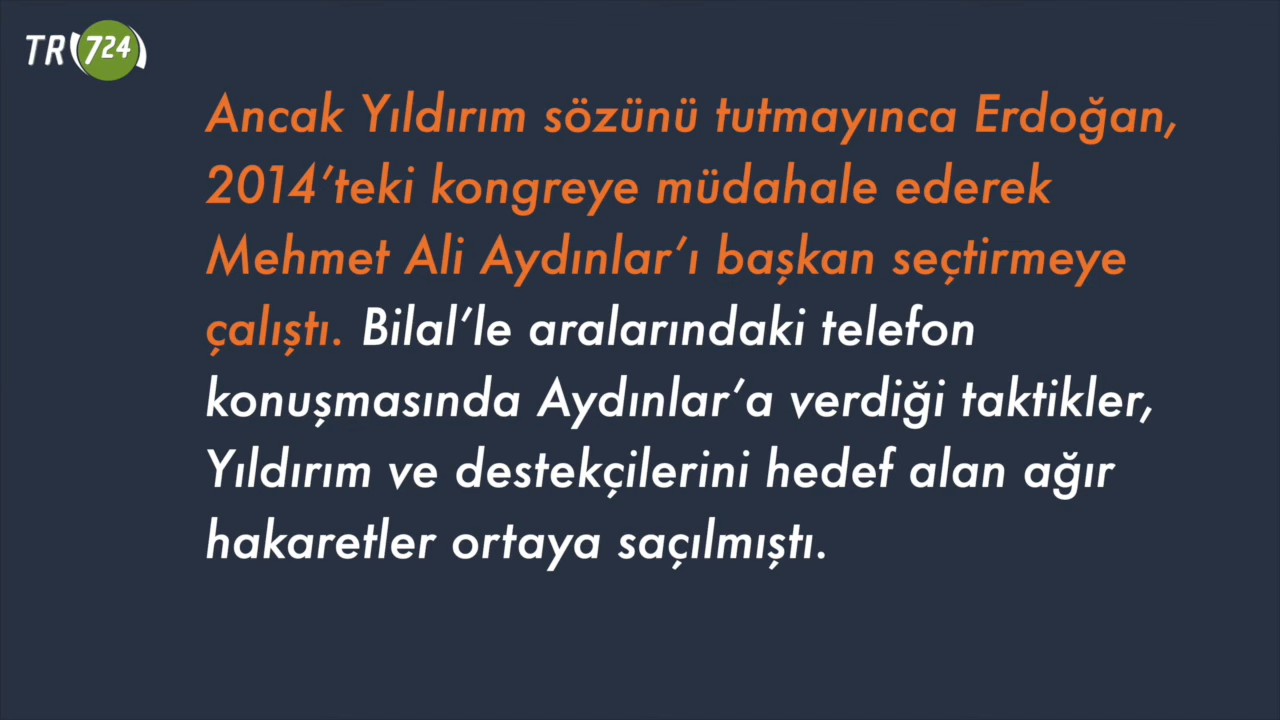 TR724
Ancak Yıldırım sözünü tutmayınca Erdoğan,
2014’teki kongreye müdahale ederek
Mehmet Ali Aydınlar’ı başkan seçtirmeye
çalıştı. Bilal’le aralarındaki telefon
konuşmasında Aydınlar’a verdiği taktikler,
Yıldırım ve destekçilerini hedef alan ağır
hakaretler ortaya saçılmıştı.